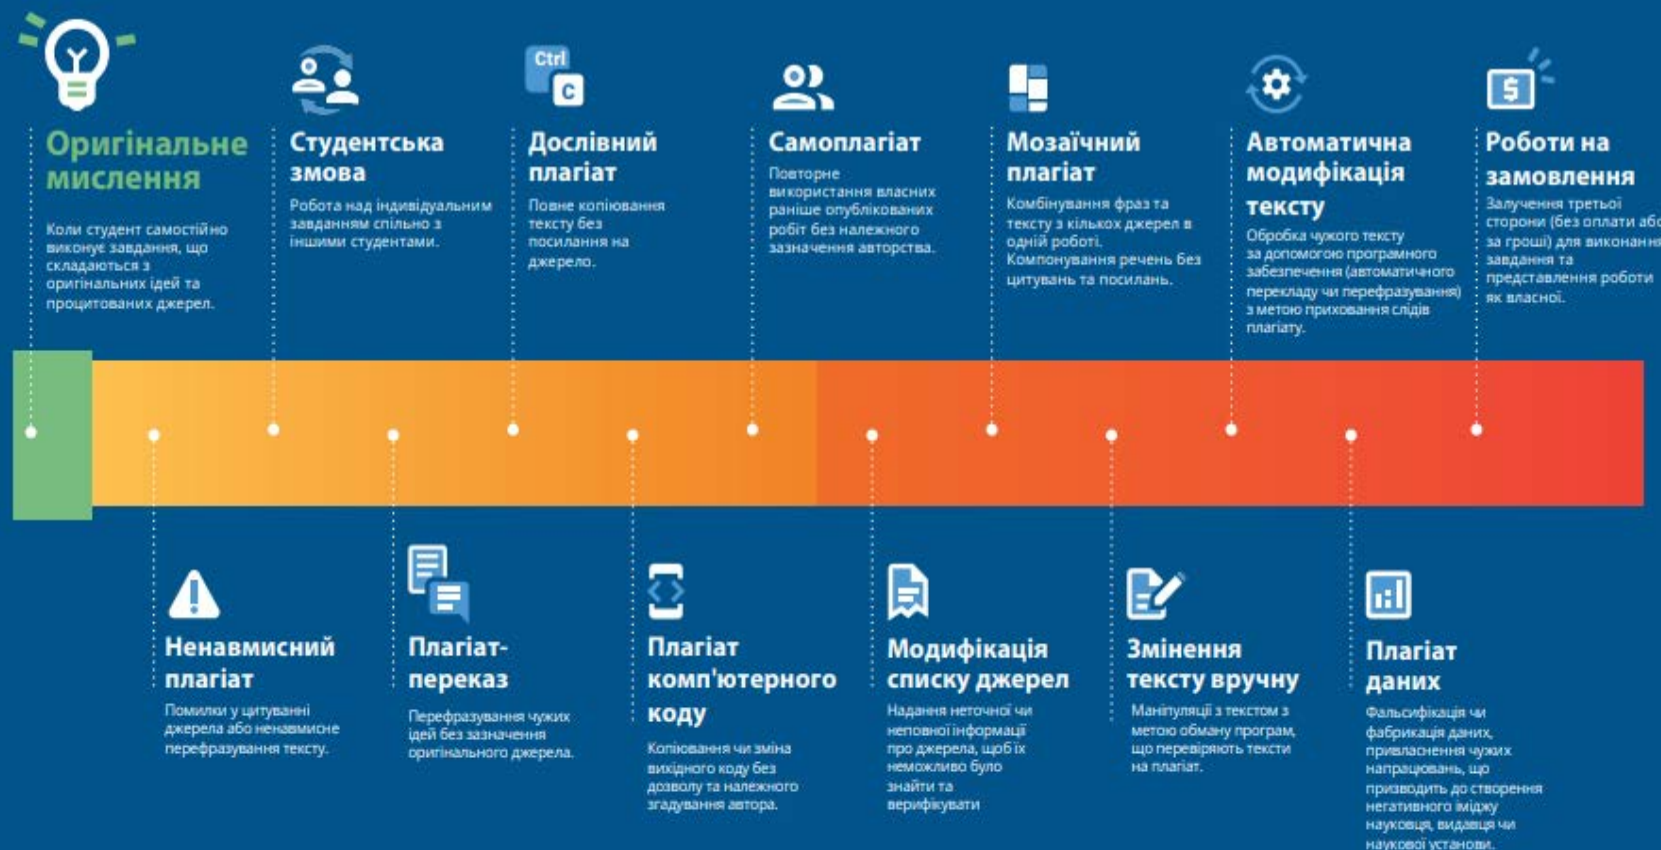 Оригінальне
мислення
Коли студент самостійно
виконує завдання, що
складаються з
оригінальних ідей та
процитованих джерел.
Студентська
змова
Робота над індивідуальним
завданням спільно з
іншими студентами.
Ctrl
C
Дослівний
плагіат
Повне копіювання
тексту без
посилання на
джерело.
Самоплагіат
Повторне
використання власних
раніше опублікованих
робіт без належного
зазначення авторства.
Мозаїчний
плагіат
Комбінування фраз та
тексту з кількох джерел в
одній роботі.
Компонування речень без
цитувань та посилань.
Автоматична
модифікація
тексту
Обробка чужого тексту
за допомогою програмного
забезпечення (автоматичного
перекладу чи перефразування)
з метою приховання слідів
плагіату.
$
Роботи на
замовлення
Залучення третьої
сторони (без оплати або
за гроші) для виконання
завдання та
представлення роботи
як власної.
Ненавмисний
плагіат
Помилки у цитуванні
джерела або ненавмисне
перефразування тексту.
Плагіат-
переказ
Перефразування чужих
ідей без зазначення
оригінального джерела.
Плагіат
комп'ютерного
коду
Копіювання чи зміна
вихідного коду без
дозволу та належного
згадування автора.
Модифікація
списку джерел
Надання неточної чи
неповної інформації
про джерела, щоб їх
неможливо було
знайти та
верифікувати
Змінення
тексту вручну
Маніпуляції з текстом з
метою обману програм,
що перевіряють тексти
на плагіат.
Плагіат
даних
Фальсифікація чи
фабрикація даних,
привласнення чужих
напрацювань, що
призводить до створення
негативного іміджу
науковця, видавця чи
наукової установи.